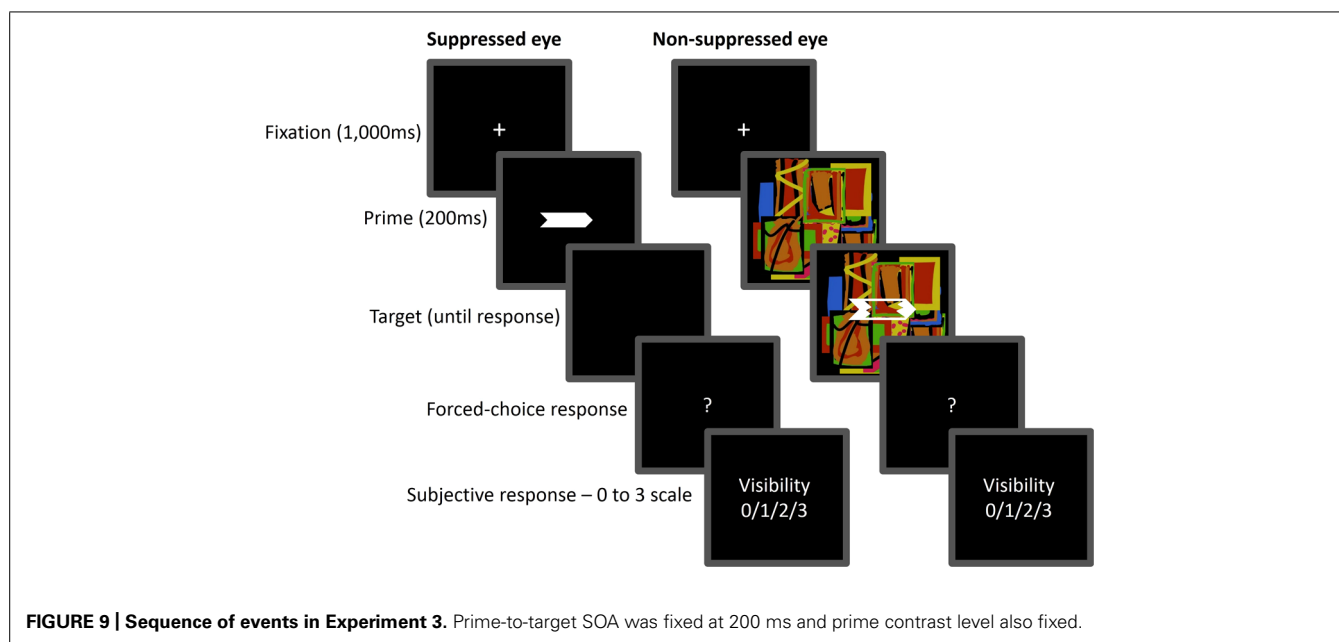 Suppressed eye
Non-suppressed eye
Fixation (1,000ms)
+
+
Prime (200ms)
Target (until response)
Forced-choice response
?
?
Subjective response – 0 to 3 scale
Visibility
0/1/2/3
Visibility
0/1/2/3
FIGURE 9 | Sequence of events in Experiment 3. Prime-to-target SOA was fixed at 200 ms and prime contrast level also fixed.